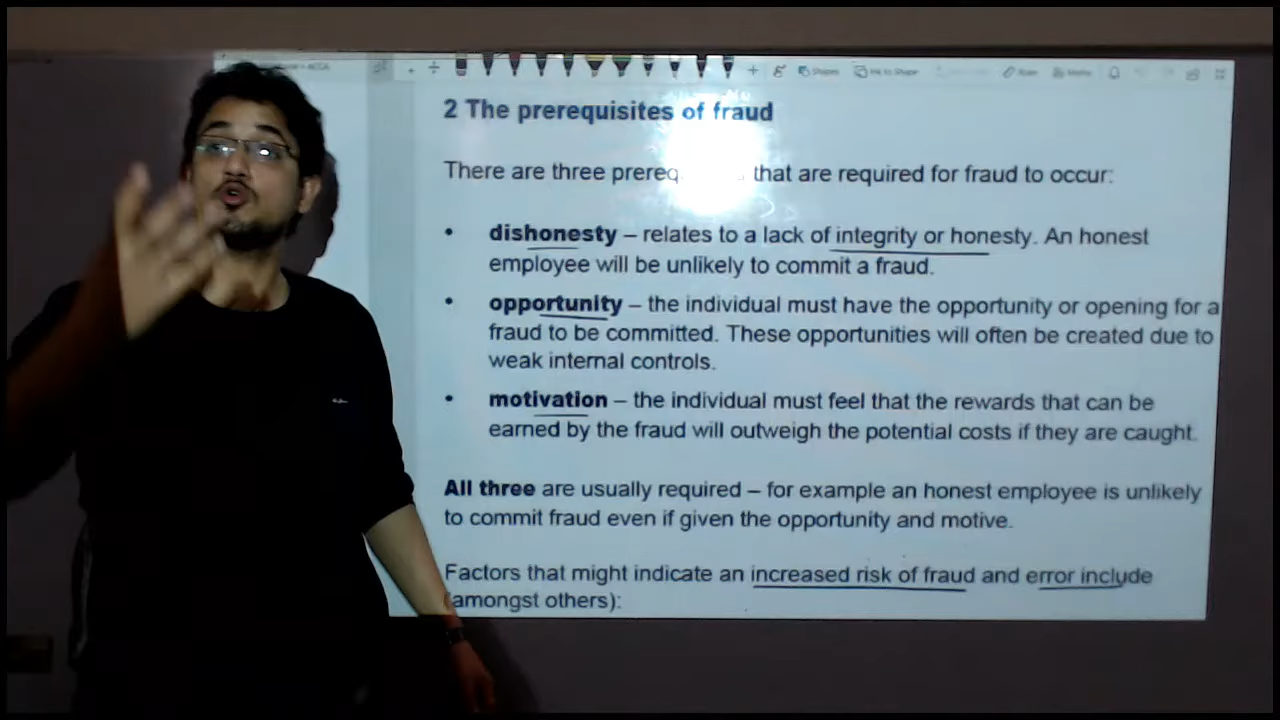 ACCA
Shapes Ink to Shape
2 The prerequisites of fraud
There are three prereq that are required for fraud to occur:
• dishonesty – relates to a lack of integrity or honesty. An honest
employee will be unlikely to commit a fraud.
• opportunity – the individual must have the opportunity or opening for a
fraud to be committed. These opportunities will often be created due to
weak internal controls.
• motivation – the individual must feel that the rewards that can be
earned by the fraud will outweigh the potential costs if they are caught.
All three are usually required – for example an honest employee is unlikely
to commit fraud even if given the opportunity and motive.
Factors that might indicate an increased risk of fraud and error include
(amongst others):